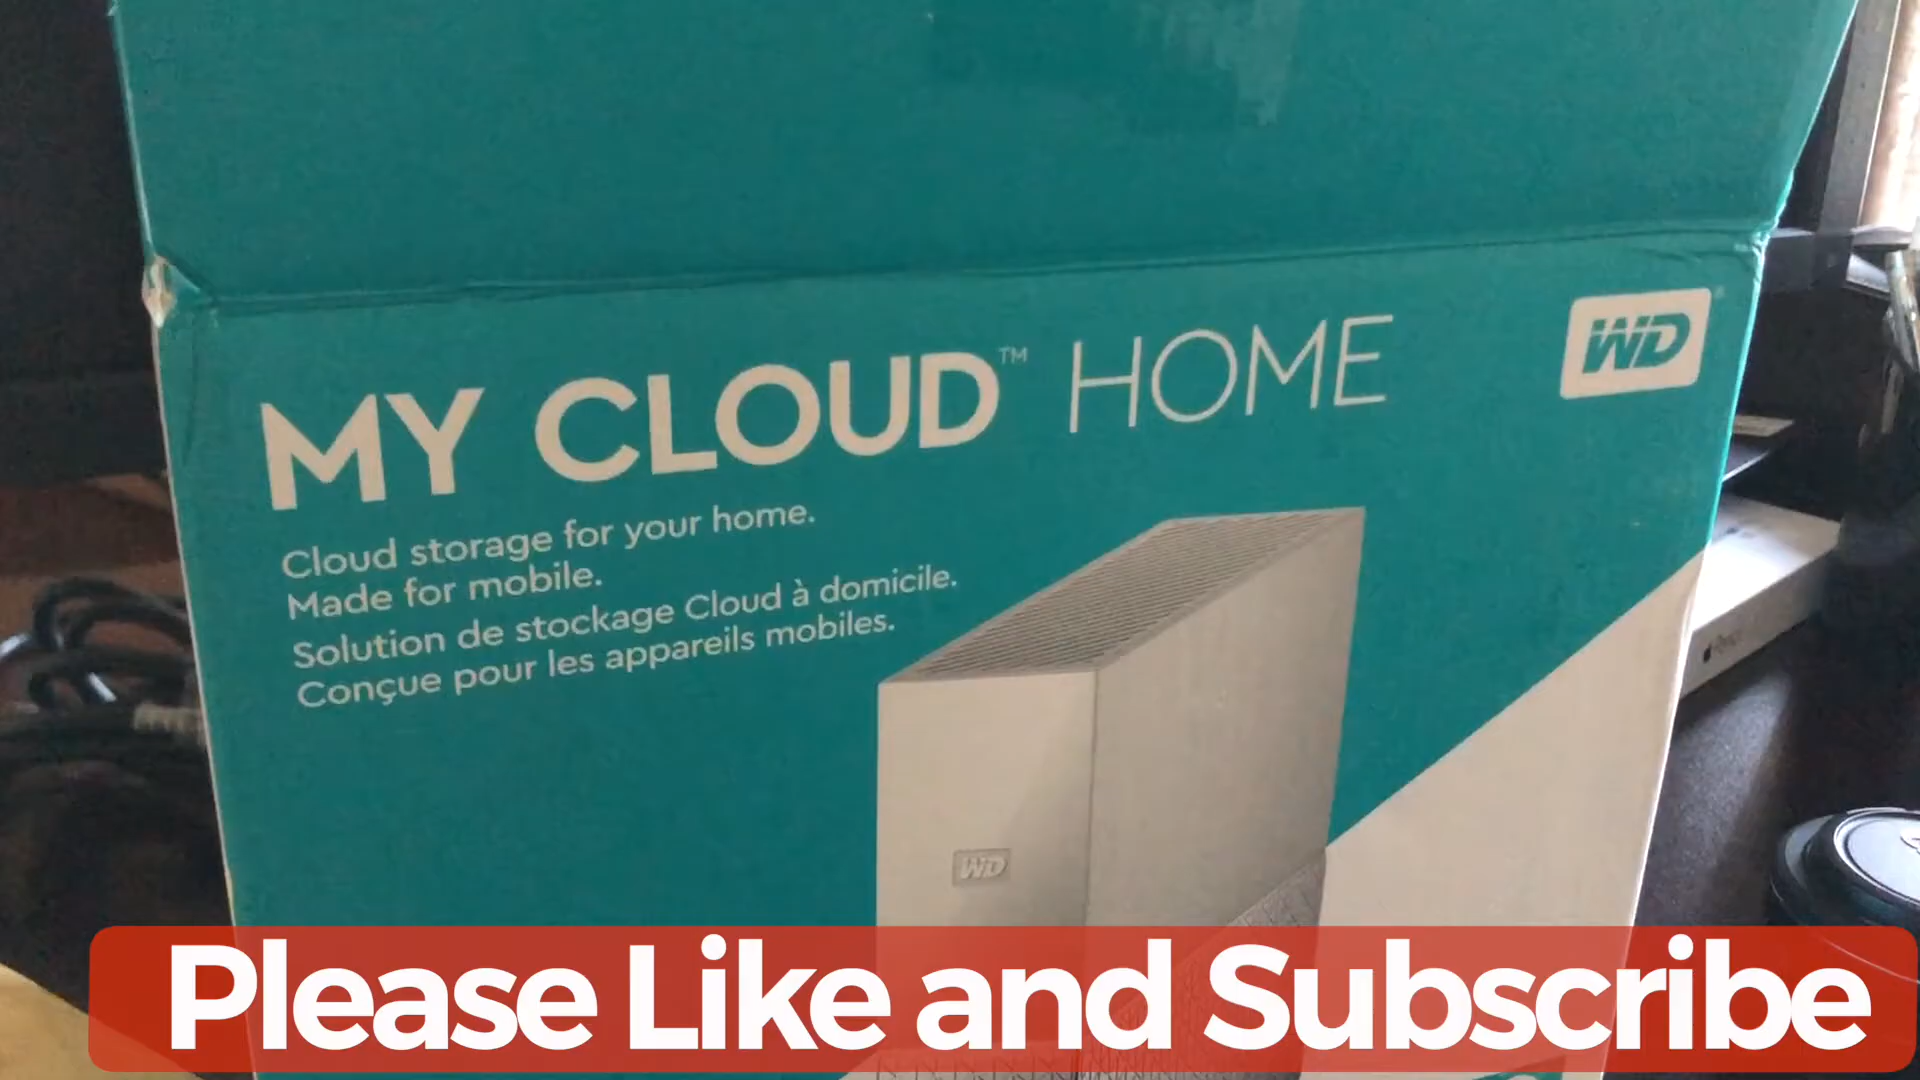 MY CLOUD™ HOME
WD
Cloud storage for your home.
Made for mobile.
Solution de stockage Cloud à domicile.
Conçue pour les appareils mobiles.
WD
Please Like and Subscribe